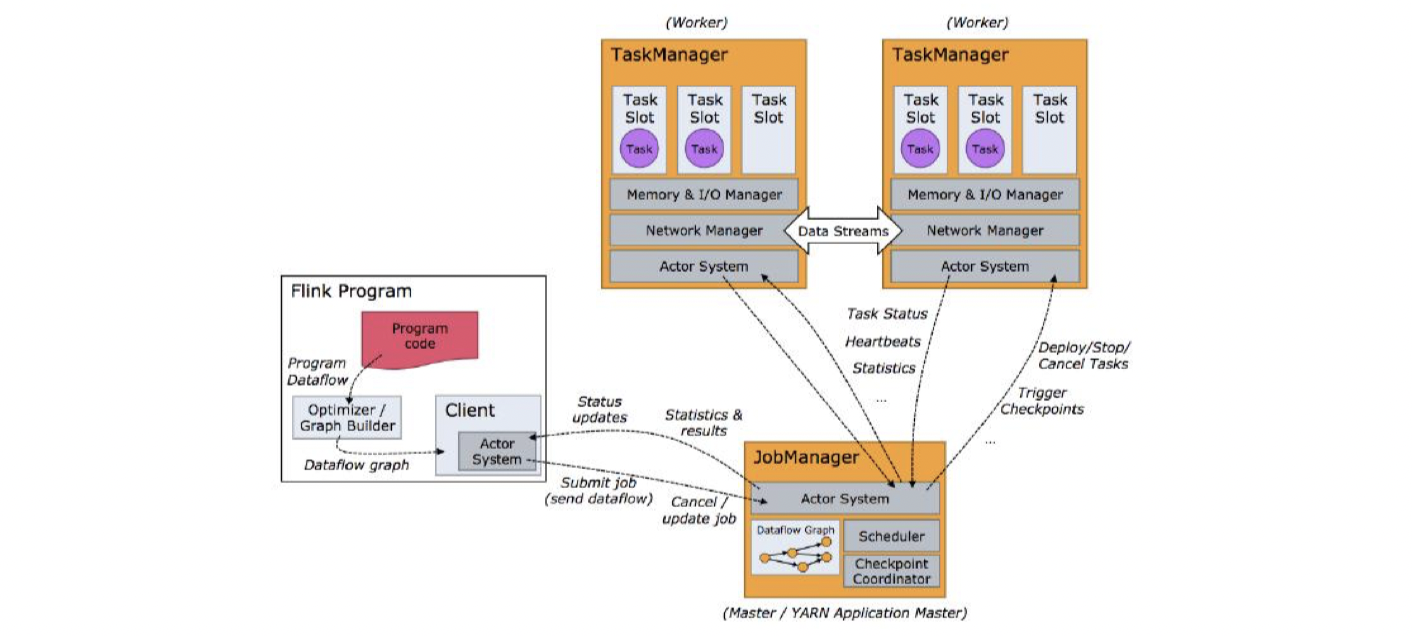 (Worker)
(Worker)
TaskManager
TaskManager
Task Slot
Task
Task Slot
Task
Task Slot
Task Slot
Task
Task Slot
Task
Task Slot
Memory & I/O Manager
Memory & I/O Manager
Network Manager
Data Streams
Network Manager
Actor System
Actor System
Flink Program
Program
code
Program
Dataflow
Optimizer /
Graph Builder
Dataflow graph
Client
Actor
System
Status
updates
Statistics &
results
Submit job
(send dataflow)
Cancel /
update job
Task Status
Heartbeats
Statistics
...
Deploy/Stop/
Cancel Tasks
Trigger
Checkpoints
...
JobManager
Actor System
Dataflow Graph
Scheduler
Checkpoint
Coordinator
(Master / YARN Application Master)